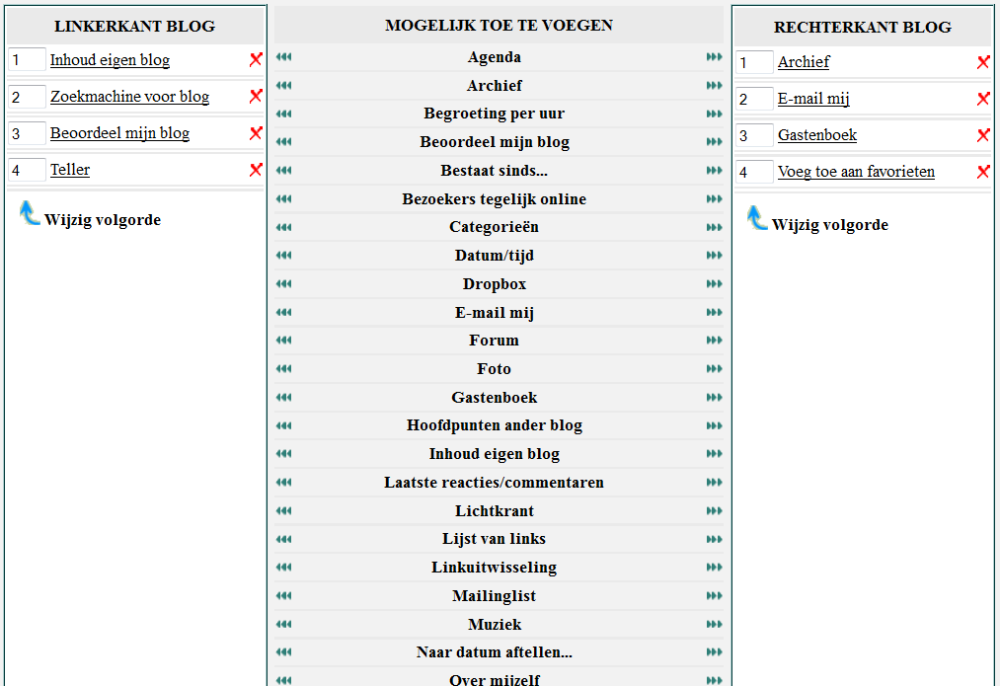 LINKERKANT BLOG
1 Inhoud eigen blog
2 Zoekmachine voor blog
3 Beoordeel mijn blog
4 Teller
Wijzig volgorde
MOGELIJK TOE TE VOEGEN
Agenda
Archief
Begroeting per uur
Beoordeel mijn blog
Bestaat sinds...
Bezoekers tegelijk online
Categorieën
Datum/tijd
Dropbox
E-mail mij
Forum
Foto
Gastenboek
Hoofdpunten ander blog
Inhoud eigen blog
Laatste reacties/commentaren
Lichtkrant
Lijst van links
Linkuitwisseling
Mailinglist
Muziek
Naar datum aftellen...
Over mijzelf
RECHTERKANT BLOG
1 Archief
2 E-mail mij
3 Gastenboek
4 Voeg toe aan favorieten
Wijzig volgorde